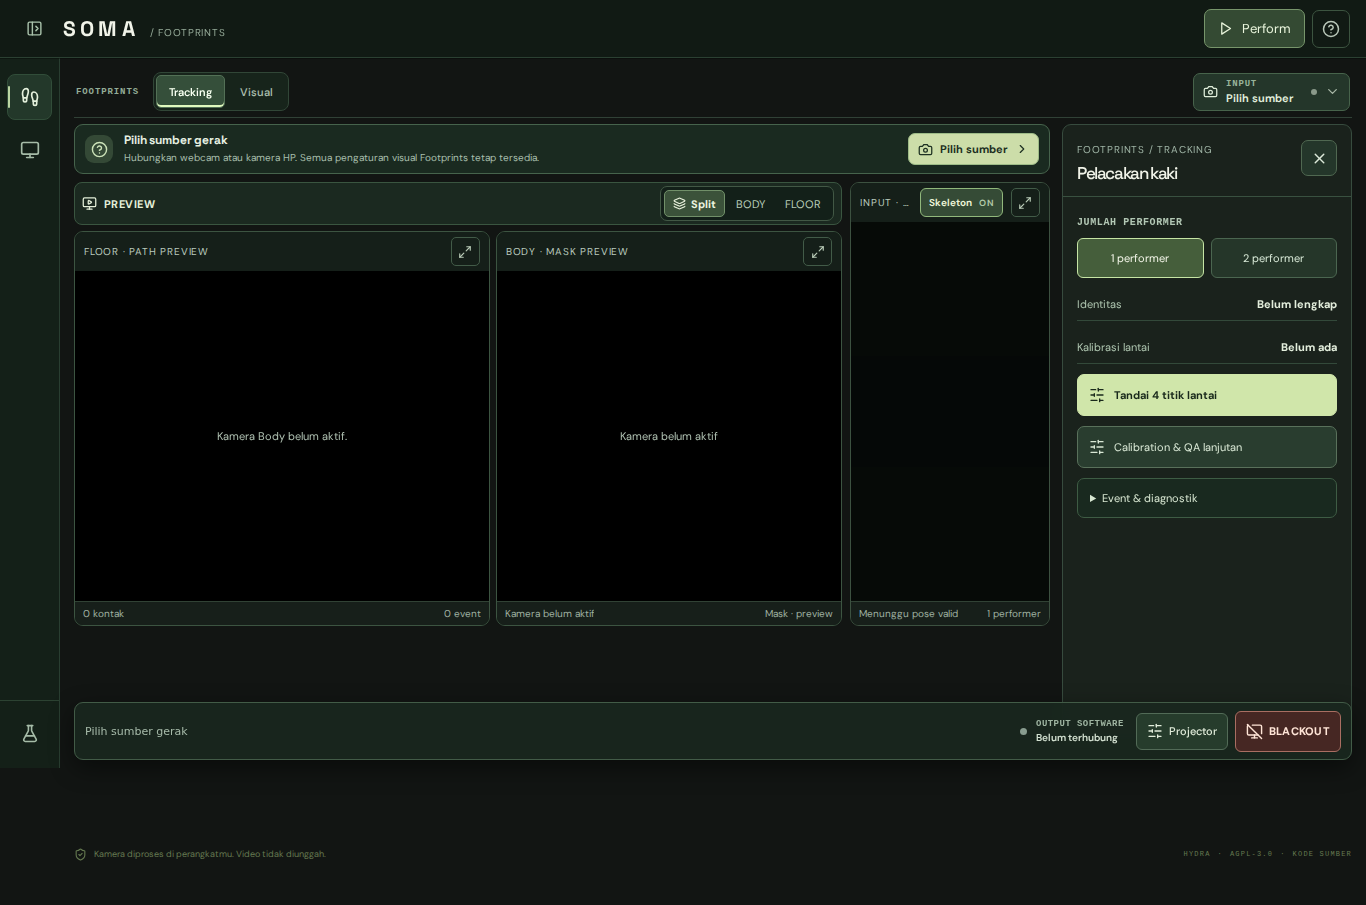 SOMA / FOOTPRINTS
Perform
FOOTPRINTS
Tracking
Visual
INPUT
Pilih sumber
Pilih sumber gerak
Hubungkan webcam atau kamera HP. Semua pengaturan visual Footprints tetap tersedia.
Pilih sumber
PREVIEW
Split
BODY
FLOOR
INPUT · …
Skeleton ON
FLOOR · PATH PREVIEW
BODY · MASK PREVIEW
Kamera Body belum aktif.
Kamera belum aktif
0 kontak
0 event
Kamera belum aktif
Mask · preview
Menunggu pose valid
1 performer
FOOTPRINTS / TRACKING
Pelacakan kaki
JUMLAH PERFORMER
1 performer
2 performer
Identitas
Belum lengkap
Kalibrasi lantai
Belum ada
Tandai 4 titik lantai
Calibration & QA lanjutan
Event & diagnostik
Pilih sumber gerak
OUTPUT SOFTWARE
Belum terhubung
Projector
BLACKOUT
Kamera diproses di perangkatmu. Video tidak diunggah.
HYDRA · AGPL-3.0 · KODE SUMBER